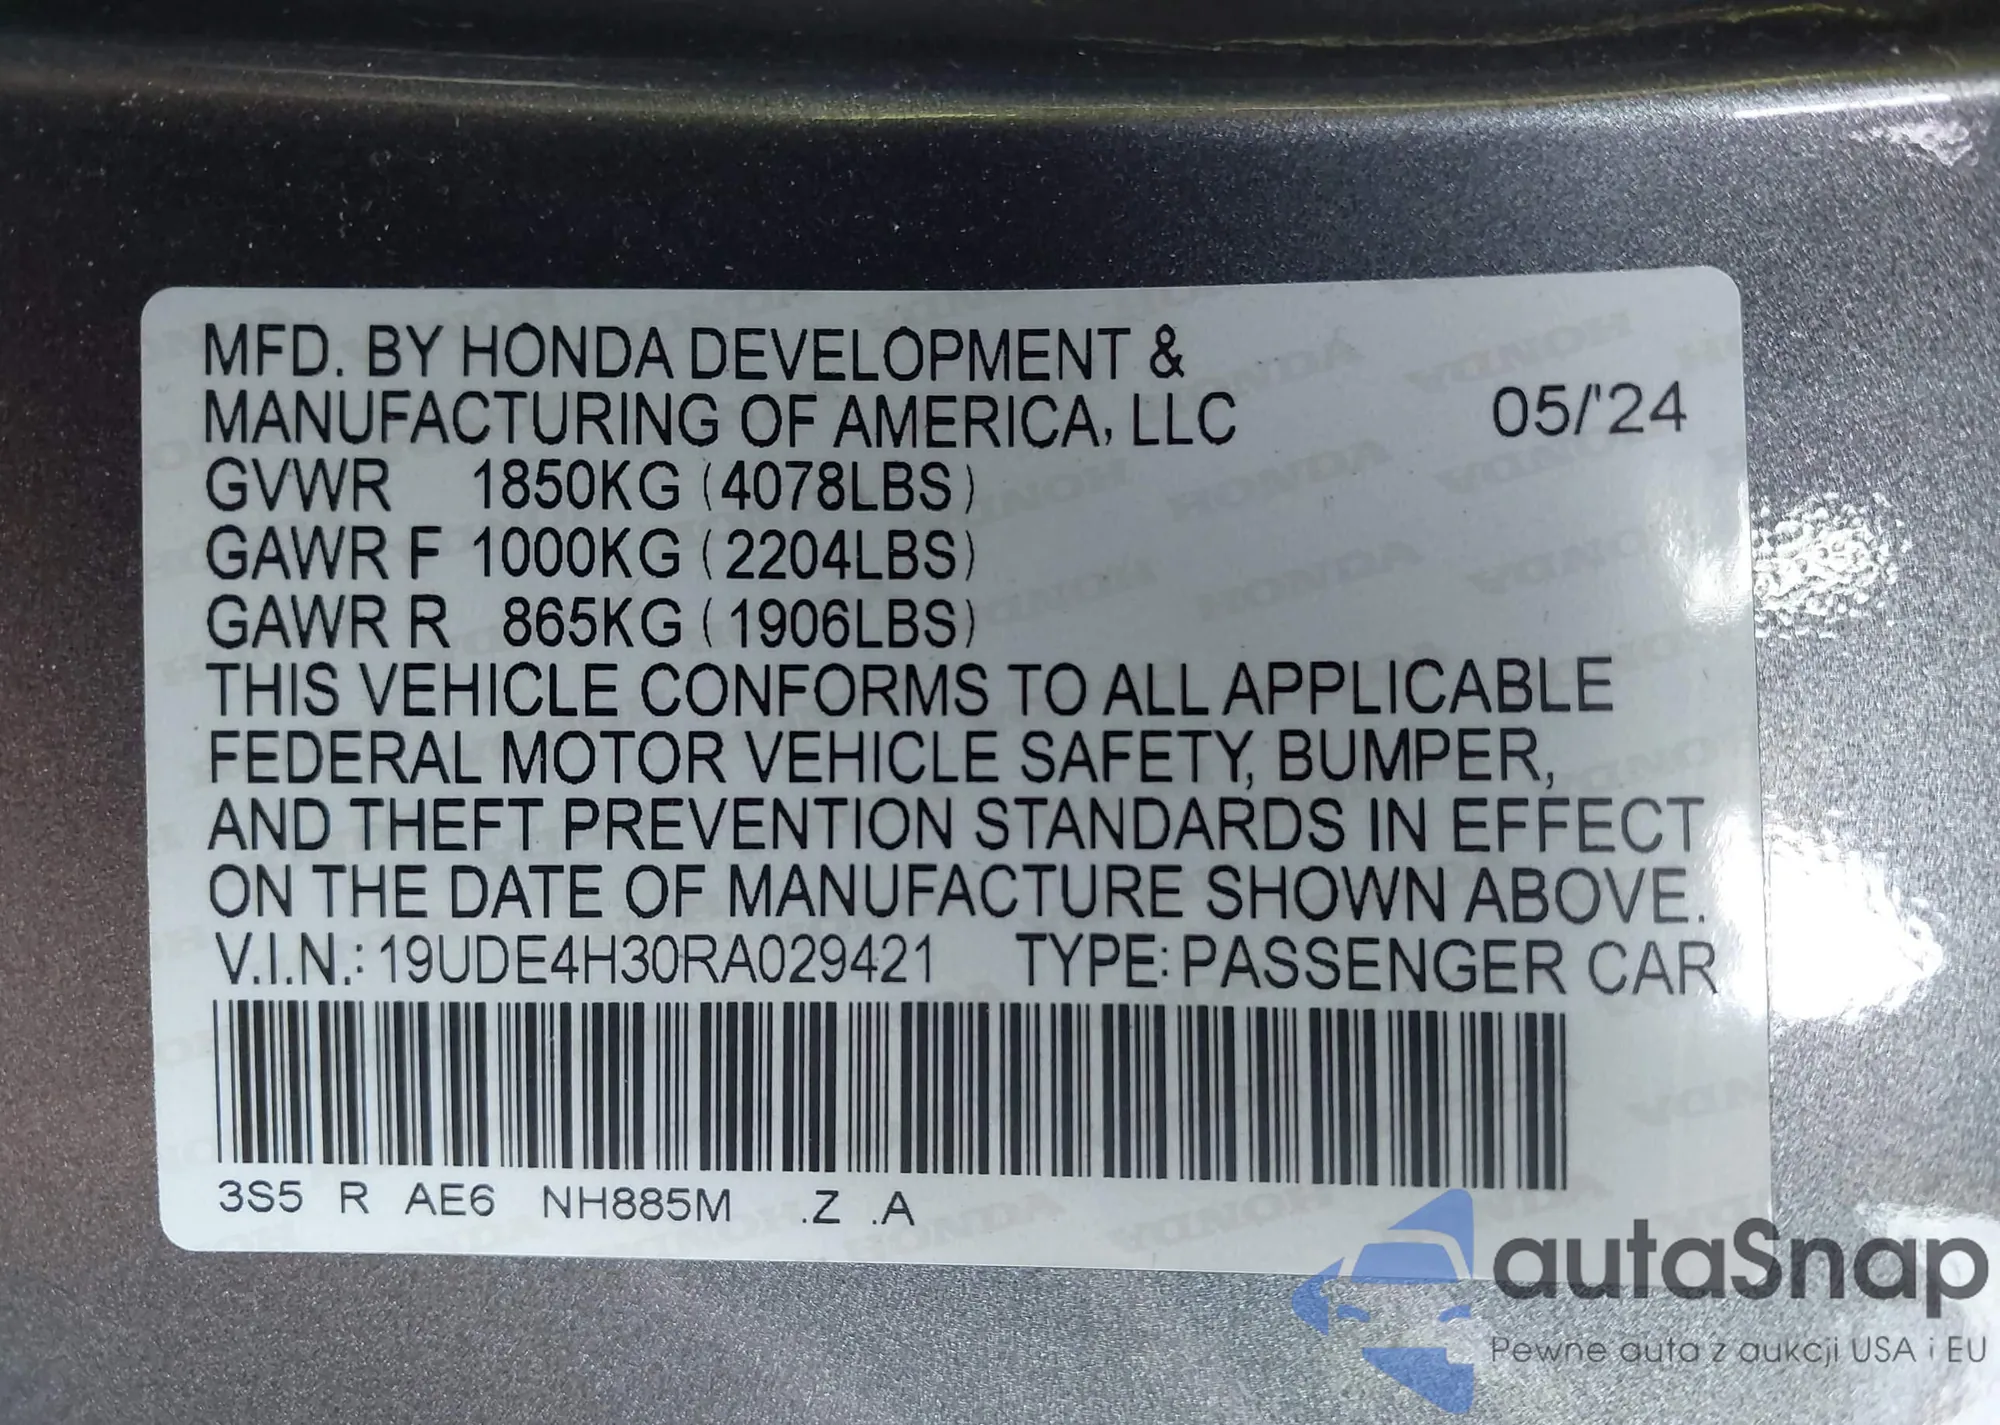 MFD. BY HONDA DEVELOPMENT &
MANUFACTURING OF AMERICA, LLC 05/'24
GVWR 1850KG (4078LBS)
GAWR F 1000KG (2204LBS)
GAWR R 865KG (1906LBS)
THIS VEHICLE CONFORMS TO ALL APPLICABLE
FEDERAL MOTOR VEHICLE SAFETY, BUMPER,
AND THEFT PREVENTION STANDARDS IN EFFECT
ON THE DATE OF MANUFACTURE SHOWN ABOVE.
V.I.N.: 19UDE4H30RA029421 TYPE: PASSENGER CAR
3S5 R AE6 NH885M .Z .A
autaSnap
Pewne auta z aukcji USA i EU